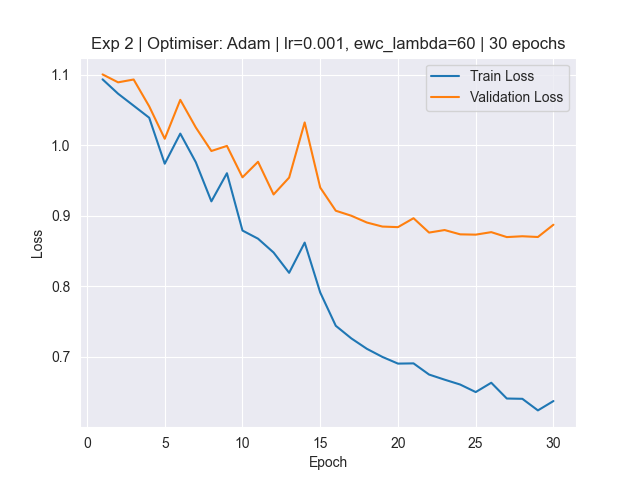 Exp 2 | Optimiser: Adam | lr=0.001, ewc_lambda=60 | 30 epochs
Train Loss
Validation Loss
1.1
1.0
0.9
0.8
0.7
Loss
0 5 10 15 20 25 30
Epoch